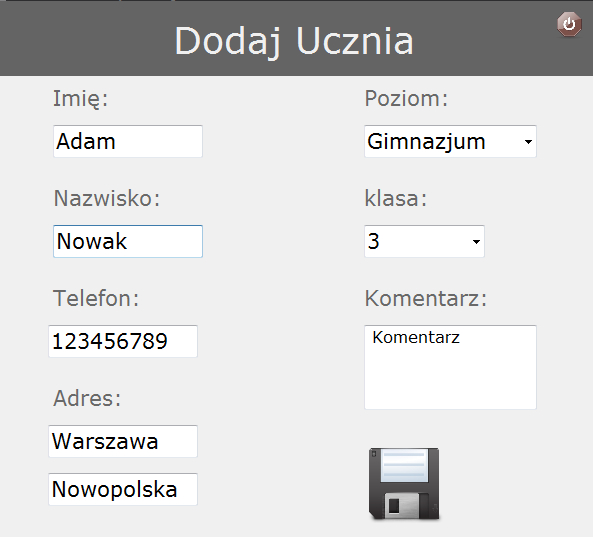 Dodaj Ucznia
Imię:
Adam
Nazwisko:
Nowak
Telefon:
123456789
Adres:
Warszawa
Nowopolska
Poziom:
Gimnazjum
klasa:
3
Komentarz:
Komentarz